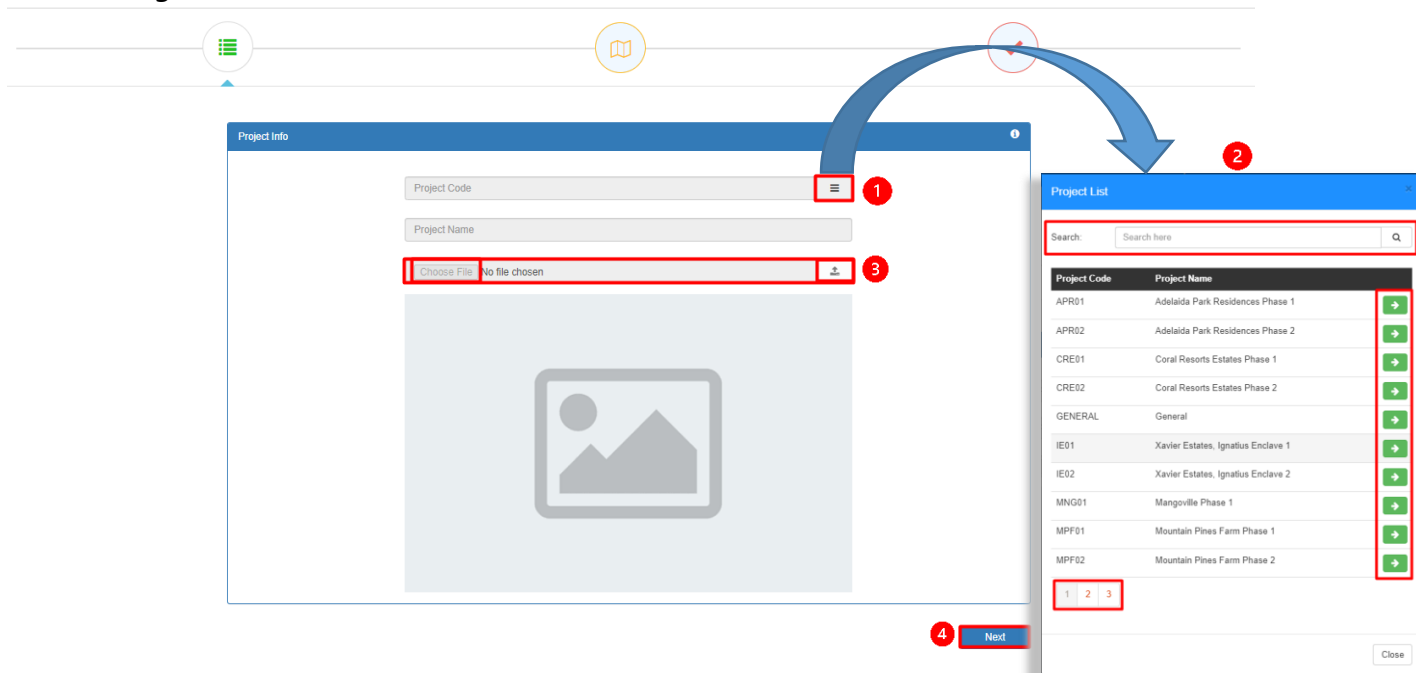 Project Info
Project Code
1
Project Name
Choose File No file chosen
3
4
Next
2
Project List
×
Search: Search here
Project Code Project Name
APR01 Adelaida Park Residences Phase 1
APR02 Adelaida Park Residences Phase 2
CRE01 Coral Resorts Estates Phase 1
CRE02 Coral Resorts Estates Phase 2
GENERAL General
IE01 Xavier Estates, Ignatius Enclave 1
IE02 Xavier Estates, Ignatius Enclave 2
MNG01 Mangoville Phase 1
MPF01 Mountain Pines Farm Phase 1
MPF02 Mountain Pines Farm Phase 2
1 2 3
Close